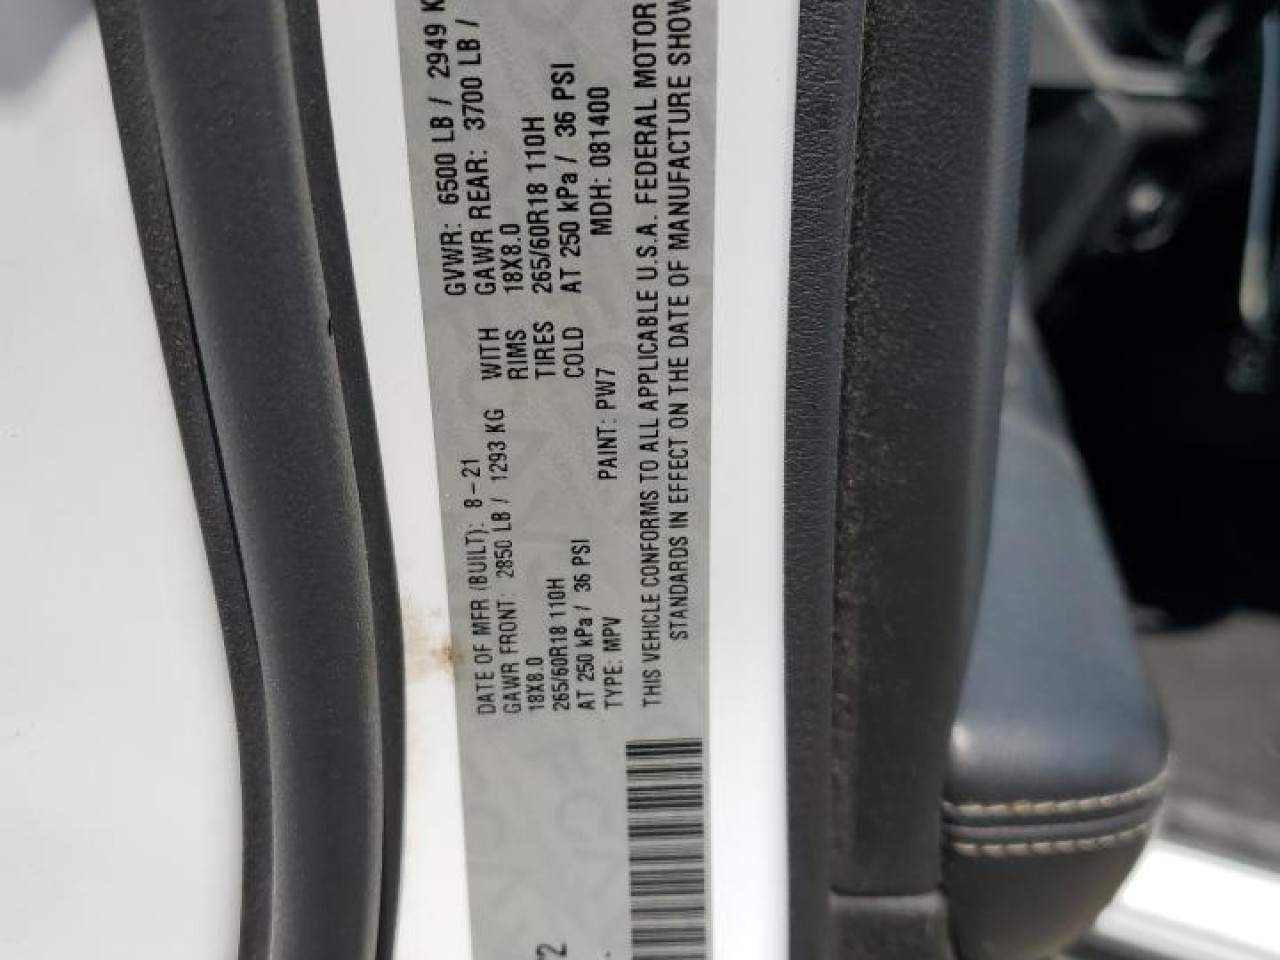 DATE OF MFR (BUILT): 8-21 GVWR: 6500 LB / 2949 K
GAWR FRONT: 2850 LB / 1293 KG WITH GAWR REAR: 3700 LB /
18X8.0 RIMS 18X8.0
265/60R18 110H TIRES 265/60R18 110H
AT 250 kPa / 36 PSI COLD AT 250 kPa / 36 PSI
TYPE: MPV PAINT: PW7 MDH: 081400
THIS VEHICLE CONFORMS TO ALL APPLICABLE U.S.A. FEDERAL MOTOR
STANDARDS IN EFFECT ON THE DATE OF MANUFACTURE SHOW